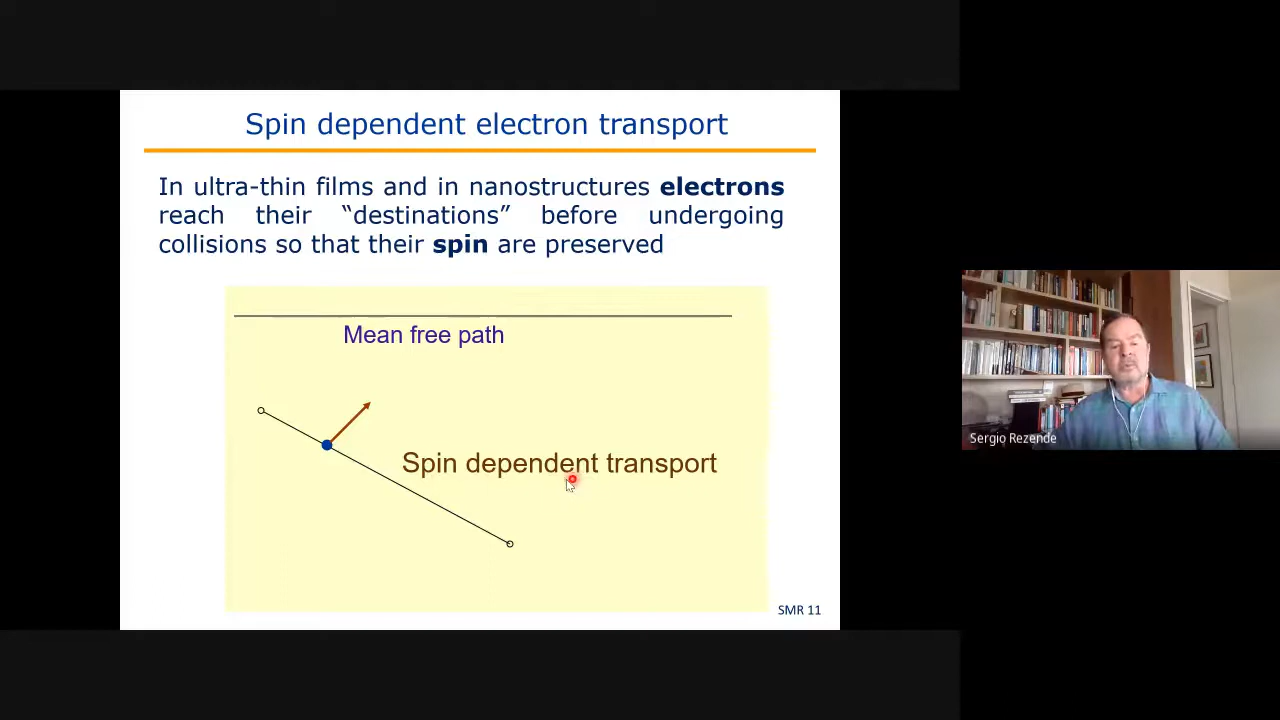 Spin dependent electron transport
In ultra-thin films and in nanostructures electrons
reach their “destinations” before undergoing
collisions so that their spin are preserved
Mean free path
Spin dependent transport
SMR 11
Sergio Rezende